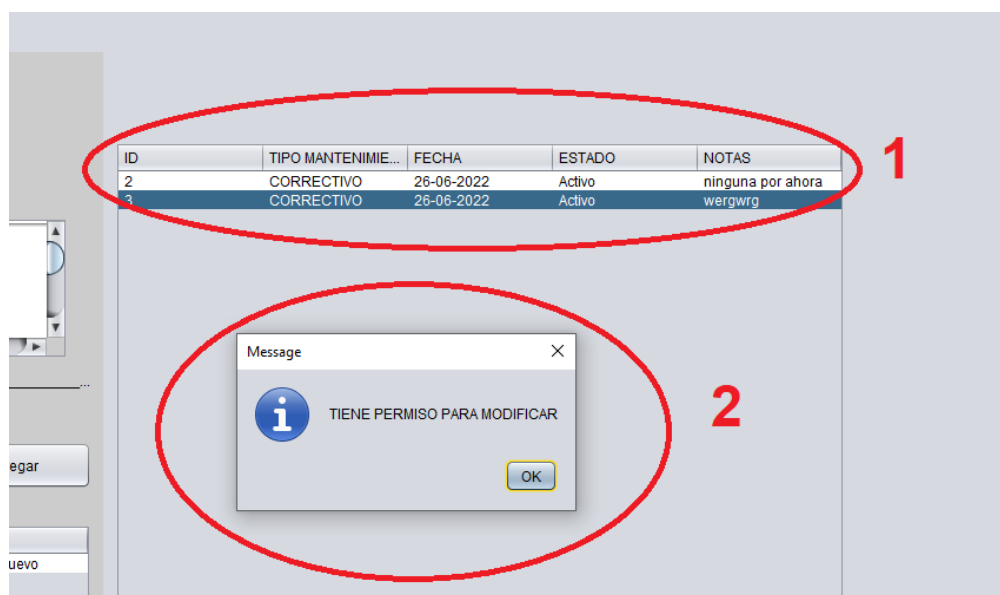 1
ID TIPO MANTENIMIE... FECHA ESTADO NOTAS
2 CORRECTIVO 26-06-2022 Activo ninguna por ahora
3 CORRECTIVO 26-06-2022 Activo wergwrg
Message
TIENE PERMISO PARA MODIFICAR
OK
2
...
egar
uevo